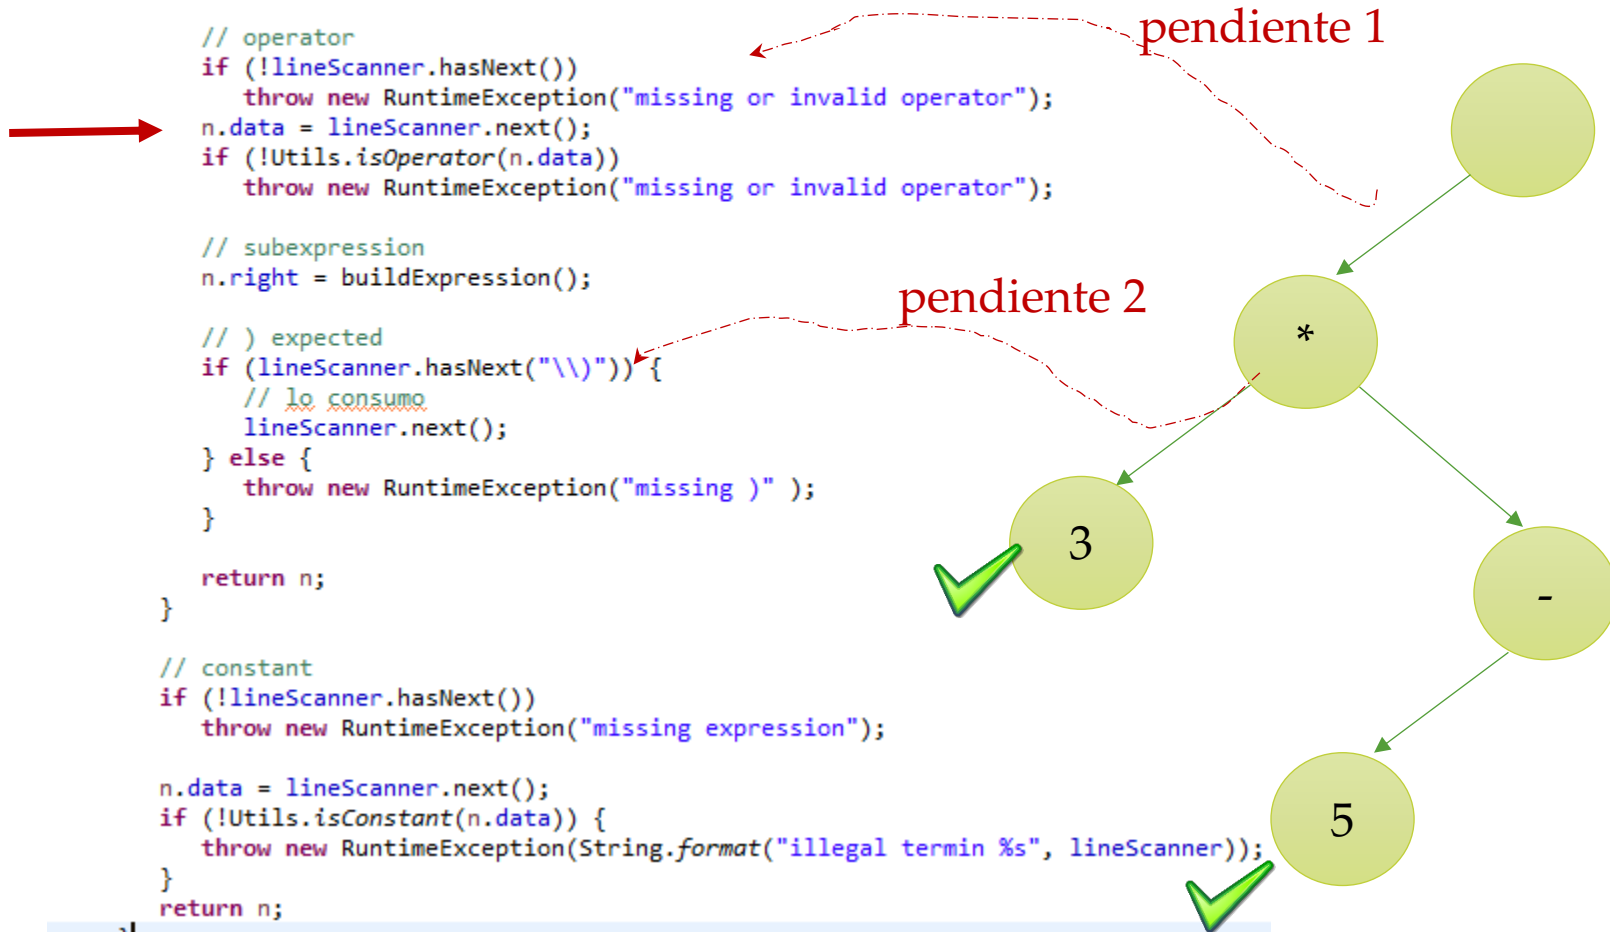 pendiente 1
// operator
if (!lineScanner.hasNext())
throw new RuntimeException("missing or invalid operator");
n.data = lineScanner.next();
if (!Utils.isOperator(n.data))
throw new RuntimeException("missing or invalid operator");
// subexpression
n.right = buildExpression();
pendiente 2
// ) expected
if (lineScanner.hasNext("\\)")) {
// lo consumo
lineScanner.next();
} else {
throw new RuntimeException("missing )" );
}
return n;
}
// constant
if (!lineScanner.hasNext())
throw new RuntimeException("missing expression");
n.data = lineScanner.next();
if (!Utils.isConstant(n.data)) {
throw new RuntimeException(String.format("illegal termin %s", lineScanner));
}
return n;
}
*
3
-
5